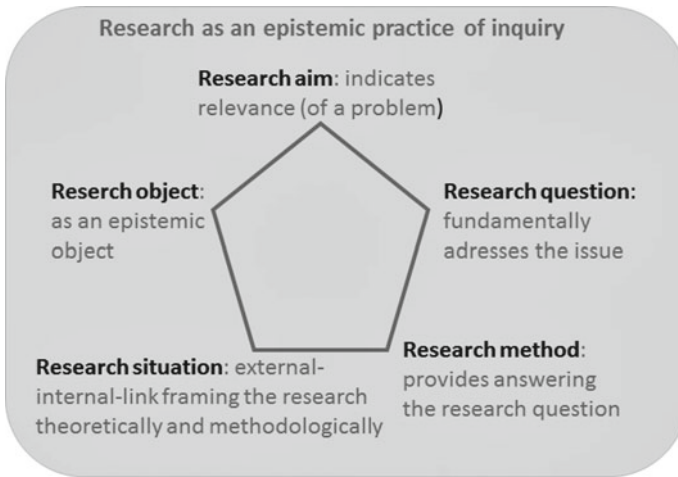 Research as an epistemic practice of inquiry
Research aim: indicates
relevance (of a problem)
Reserch object:
as an epistemic
object
Research question:
fundamentally
adresses the issue
Research situation: external-
internal-link framing the research
theoretically and methodologically
Research method:
provides answering
the research question